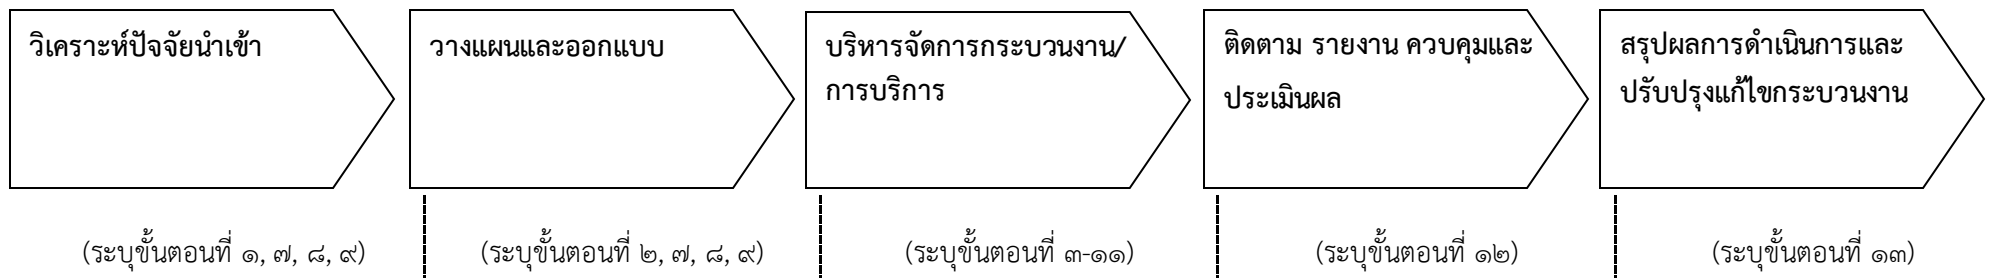 วิเคราะห์ปัจจัยนำเข้า
วางแผนและออกแบบ
บริหารจัดการกระบวนงาน/
การบริการ
ติดตาม รายงาน ควบคุมและ
ประเมินผล
สรุปผลการดำเนินการและ
ปรับปรุงแก้ไขกระบวนงาน
(ระบุขั้นตอนที่ ๑, ๗, ๘, ๙)
(ระบุขั้นตอนที่ ๒, ๗, ๘, ๙)
(ระบุขั้นตอนที่ ๓-๑๑)
(ระบุขั้นตอนที่ ๑๒)
(ระบุขั้นตอนที่ ๑๓)